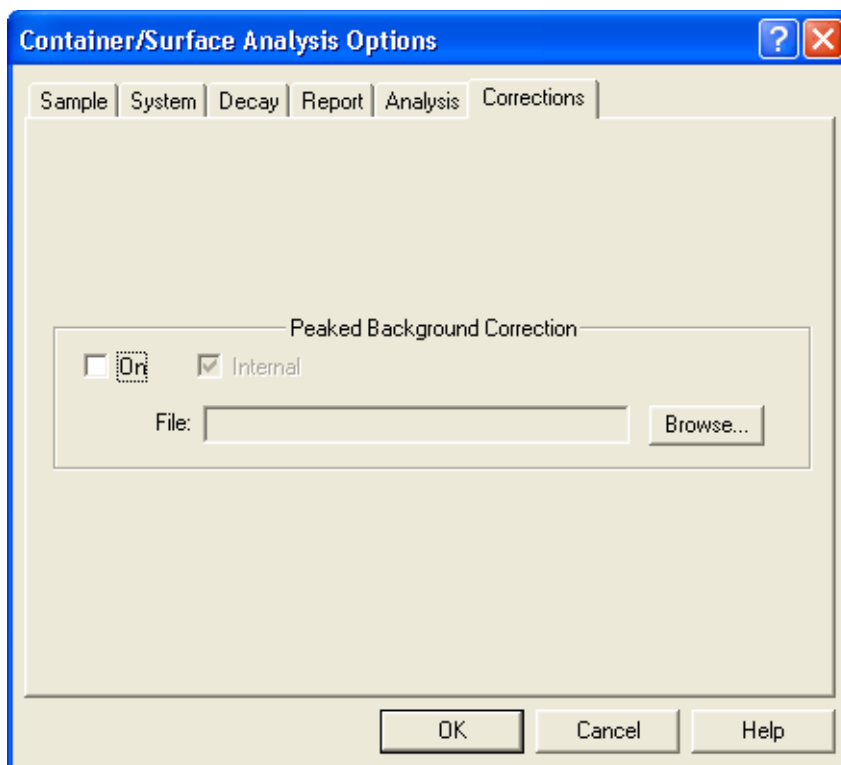 Container/Surface Analysis Options
Sample System Decay Report Analysis Corrections
Peaked Background Correction
On Internal
File: Browse...
OK Cancel Help